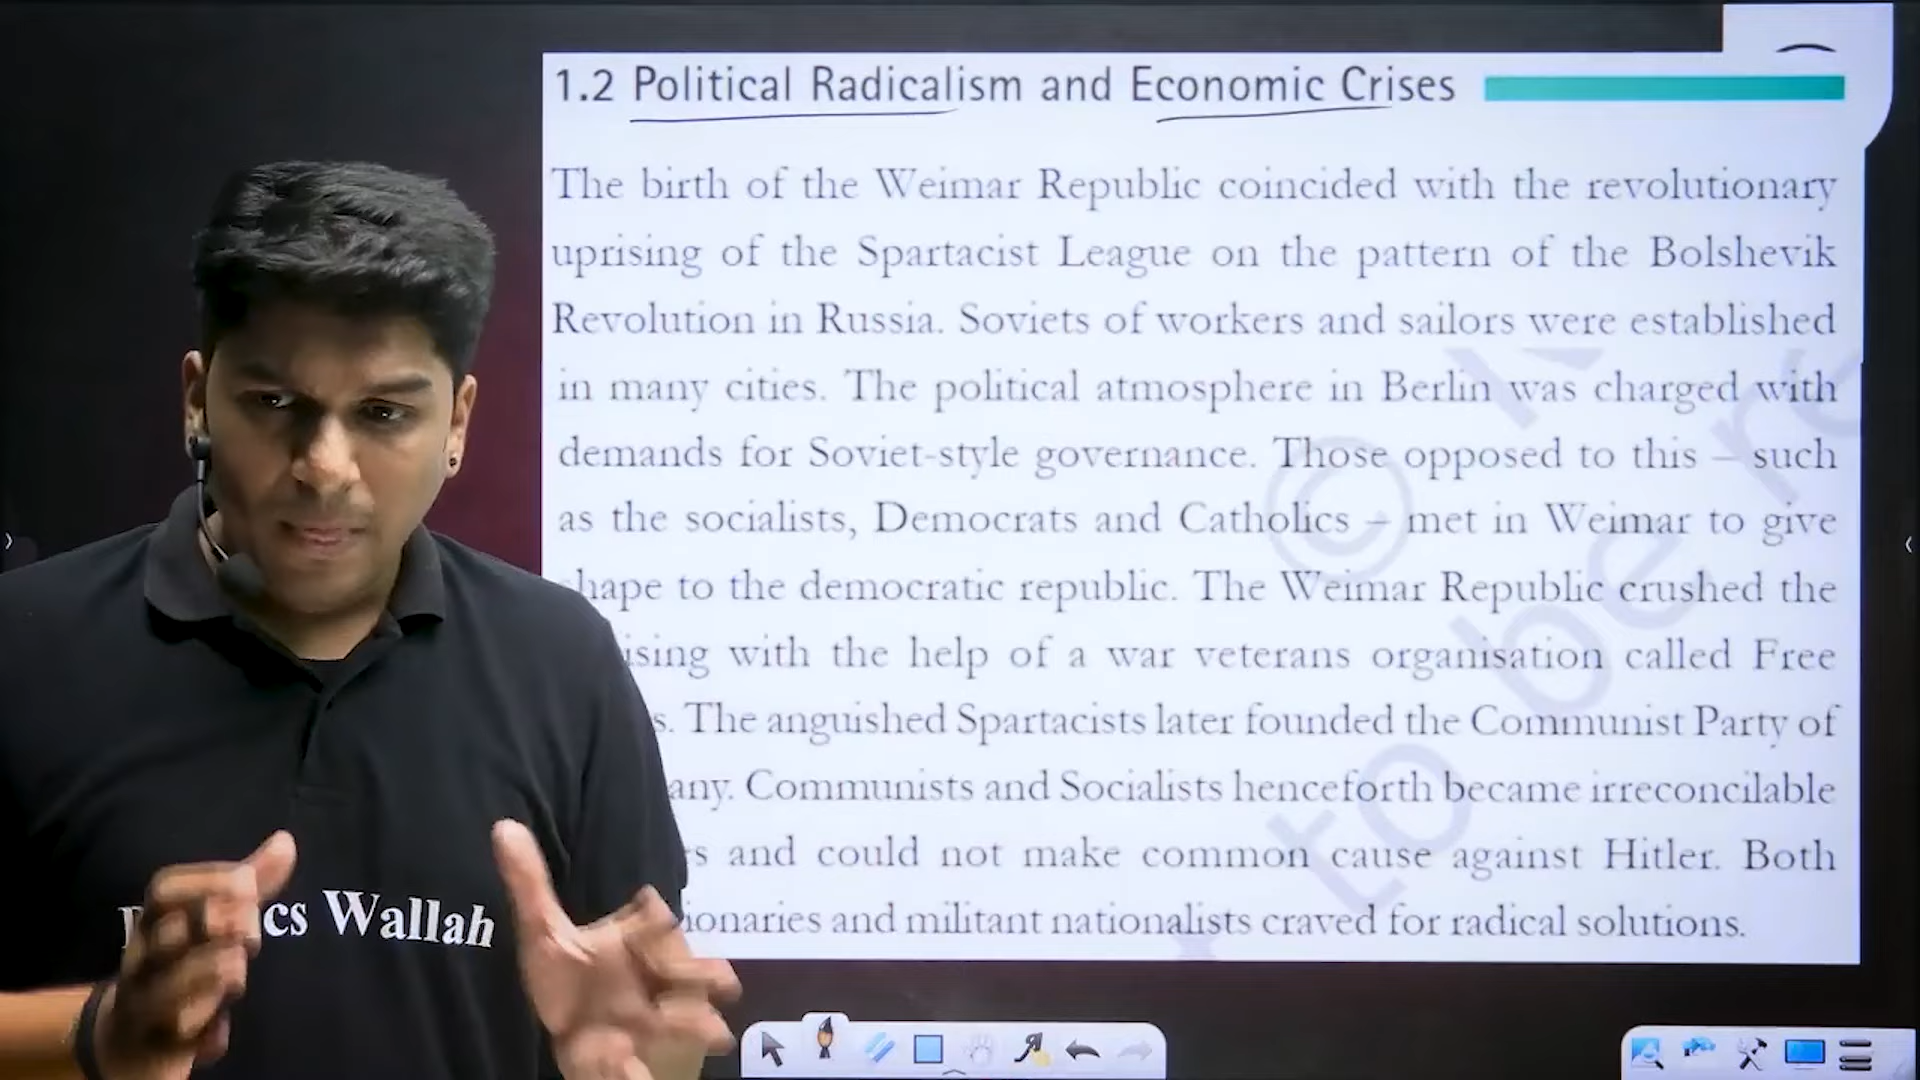 1.2 Political Radicalism and Economic Crises
The birth of the Weimar Republic coincided with the revolutionary
uprising of the Spartacist League on the pattern of the Bolshevik
Revolution in Russia. Soviets of workers and sailors were established
in many cities. The political atmosphere in Berlin was charged with
demands for Soviet-style governance. Those opposed to this – such
as the socialists, Democrats and Catholics – met in Weimar to give
hape to the democratic republic. The Weimar Republic crushed the
ising with the help of a war veterans organisation called Free
s. The anguished Spartacists later founded the Communist Party of
any. Communists and Socialists henceforth became irreconcilable
s and could not make common cause against Hitler. Both
ionaries and militant nationalists craved for radical solutions.
cs Wallah
© N
to be re